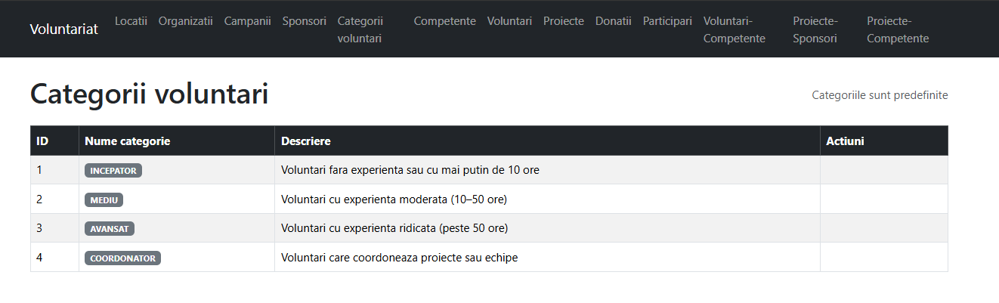 Voluntariat Locatii Organizatii Campanii Sponsori Categorii voluntari Competente Voluntari Proiecte Donatii Participari Voluntari-Competente Proiecte-Sponsori Proiecte-Competente
Categorii voluntari
Categoriile sunt predefinite
ID Nume categorie Descriere Actiuni
1 INCEPATOR Voluntari fara experienta sau cu mai putin de 10 ore
2 MEDIU Voluntari cu experienta moderata (10–50 ore)
3 AVANSAT Voluntari cu experienta ridicata (peste 50 ore)
4 COORDONATOR Voluntari care coordoneaza proiecte sau echipe